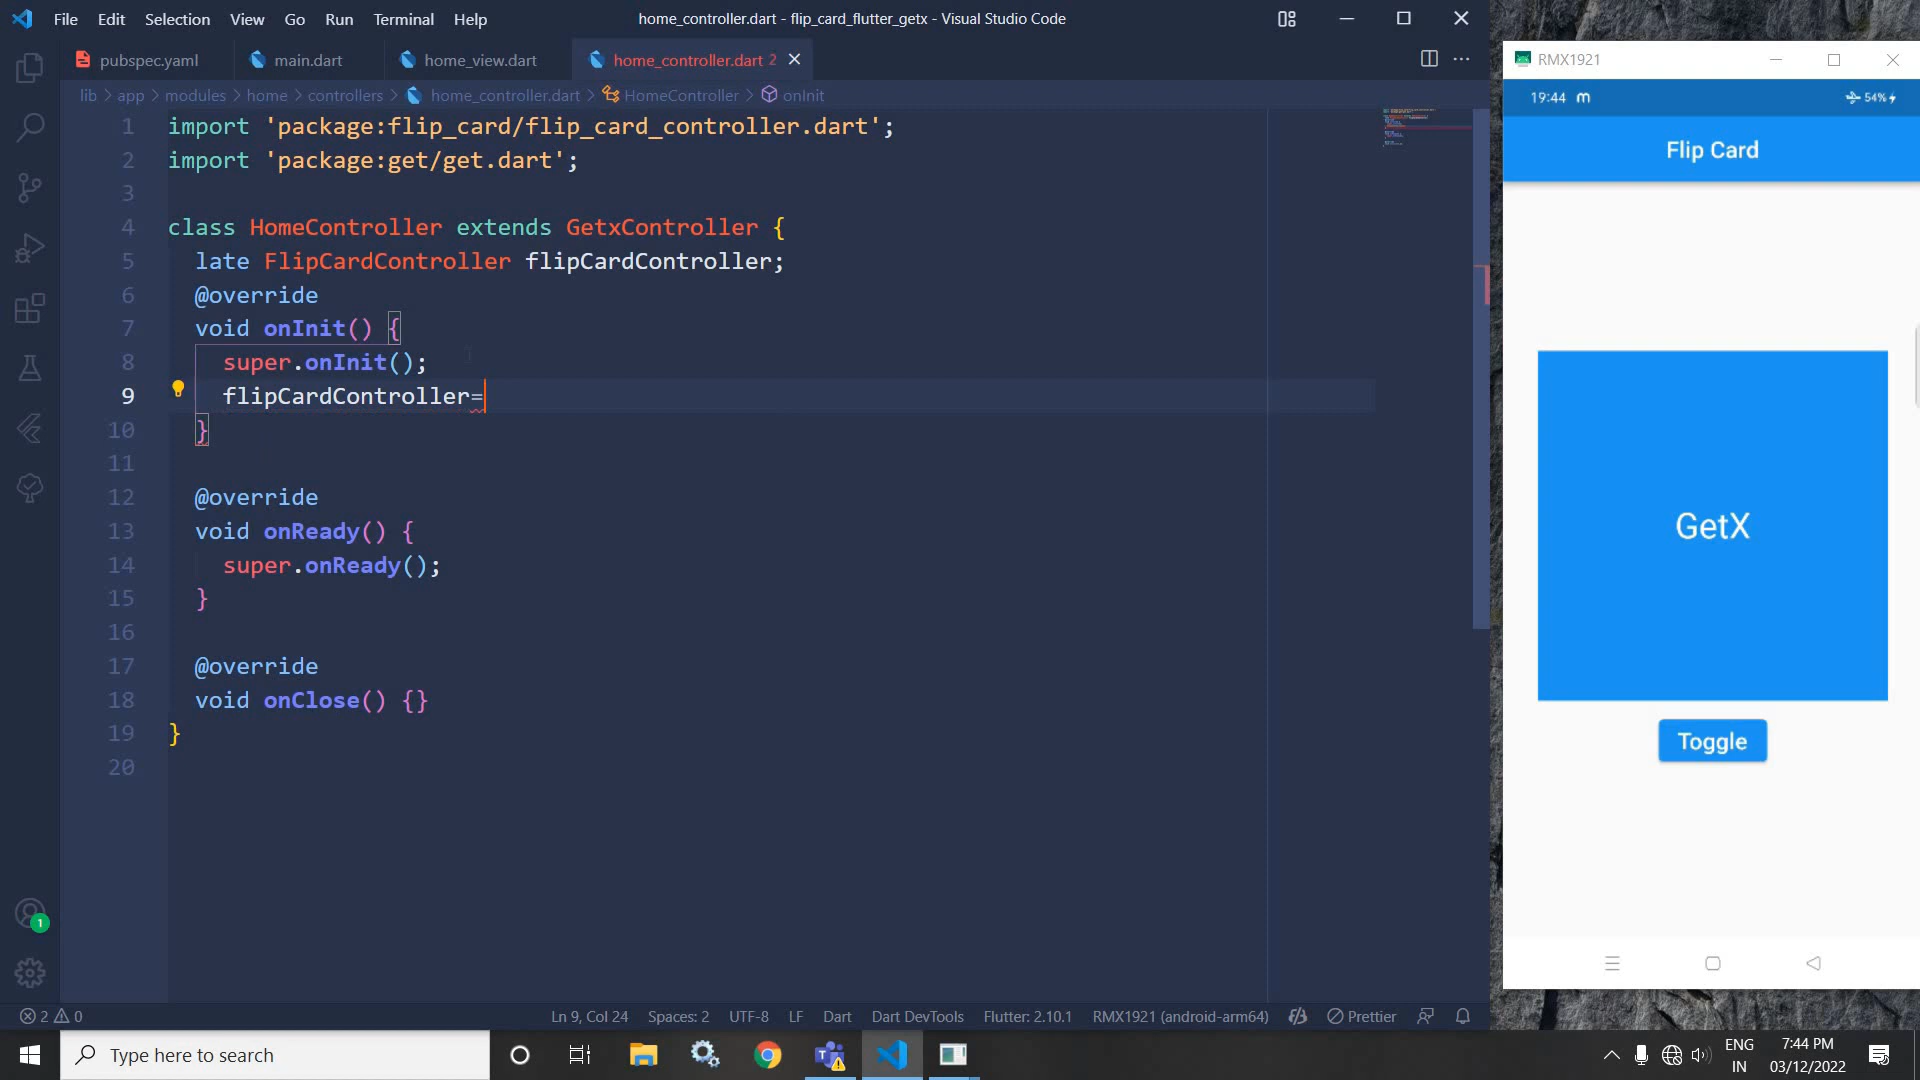 File Edit Selection View Go Run Terminal Help
home_controller.dart - flip_card_flutter_getx - Visual Studio Code
pubspec.yaml main.dart home_view.dart home_controller.dart 2
lib > app > modules > home > controllers > home_controller.dart > HomeController > onInit
1 import 'package:flip_card/flip_card_controller.dart';
2 import 'package:get/get.dart';
3
4 class HomeController extends GetxController {
5 late FlipCardController flipCardController;
6 @override
7 void onInit() {
8 super.onInit();
9 flipCardController=
10 }
11
12 @override
13 void onReady() {
14 super.onReady();
15 }
16
17 @override
18 void onClose() {}
19 }
20
1
2 0
Ln 9, Col 24 Spaces: 2 UTF-8 LF Dart Dart DevTools Flutter: 2.10.1 RMX1921 (android-arm64) Prettier
RMX1921
19:44 54%
Flip Card
GetX
Toggle
Type here to search
ENG
IN
7:44 PM
03/12/2022